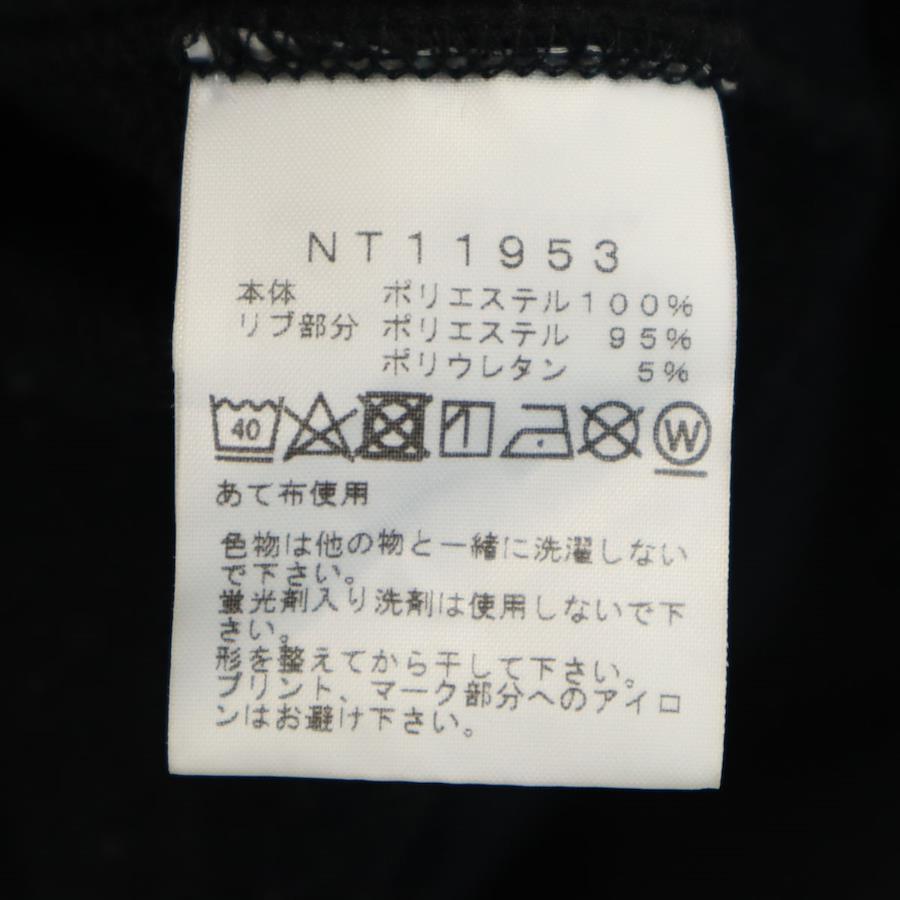 NT11953
本体 ポリエステル100%
リブ部分 ポリエステル 95%
ポリウレタン 5%
40 W
あて布使用
色物は他の物と一緒に洗濯しない
で下さい。
蛍光剤入り洗剤は使用しないで下
さい。
形を整えてから干して下さい。
プリント、マーク部分へのアイロ
ンはお避け下さい。